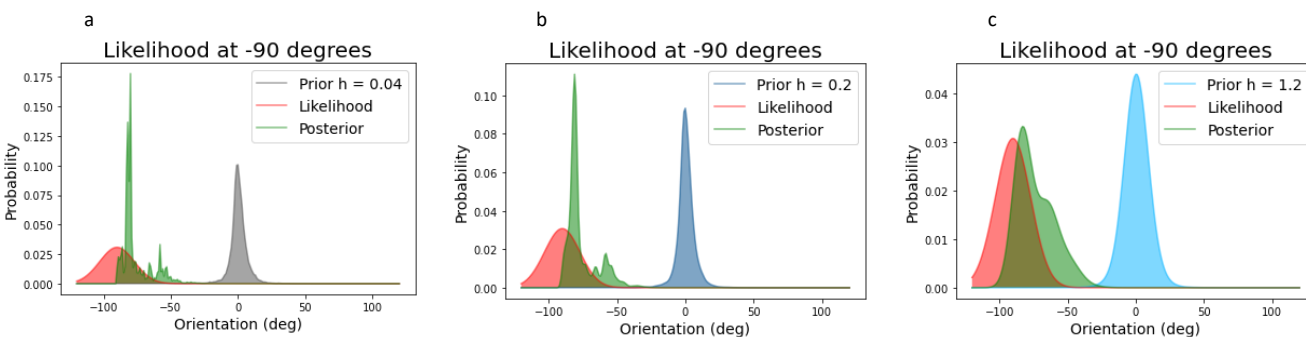 a
Likelihood at -90 degrees
Probability
0.175
0.150
0.125
0.100
0.075
0.050
0.025
0.000
Prior h = 0.04
Likelihood
Posterior
−100
−50
0
50
100
Orientation (deg)
b
Likelihood at -90 degrees
Probability
0.10
0.08
0.06
0.04
0.02
0.00
Prior h = 0.2
Likelihood
Posterior
−100
−50
0
50
100
Orientation (deg)
c
Likelihood at -90 degrees
Probability
0.04
0.03
0.02
0.01
0.00
Prior h = 1.2
Likelihood
Posterior
−100
−50
0
50
100
Orientation (deg)